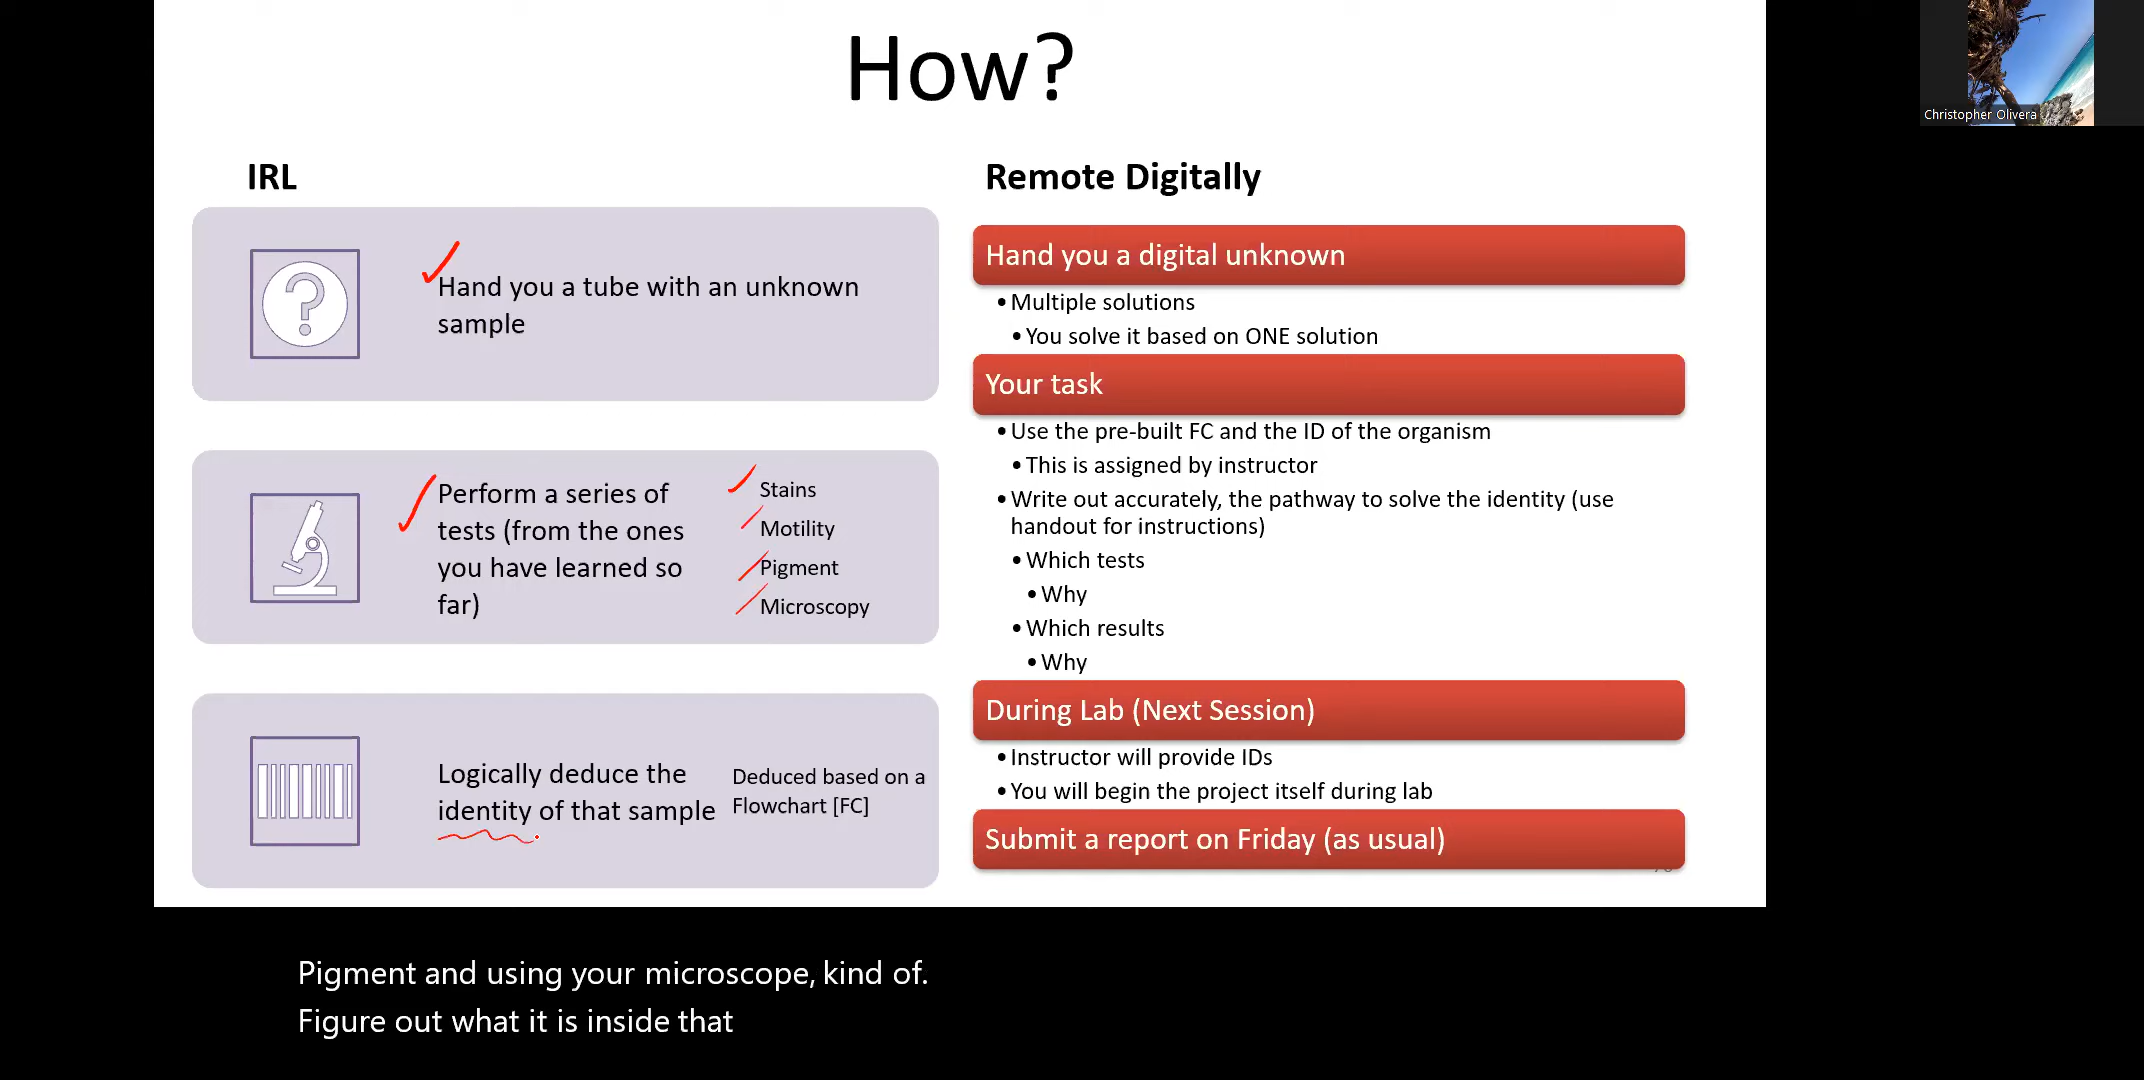 How?
Christopher Olivera
IRL
Hand you a tube with an unknown
sample
Perform a series of
tests (from the ones
you have learned so
far)
Stains
Motility
Pigment
Microscopy
Logically deduce the
identity of that sample
Deduced based on a
Flowchart [FC]
Remote Digitally
Hand you a digital unknown
•Multiple solutions
•You solve it based on ONE solution
Your task
•Use the pre-built FC and the ID of the organism
•This is assigned by instructor
•Write out accurately, the pathway to solve the identity (use
handout for instructions)
•Which tests
•Why
•Which results
•Why
During Lab (Next Session)
•Instructor will provide IDs
•You will begin the project itself during lab
Submit a report on Friday (as usual)
Pigment and using your microscope, kind of.
Figure out what it is inside that